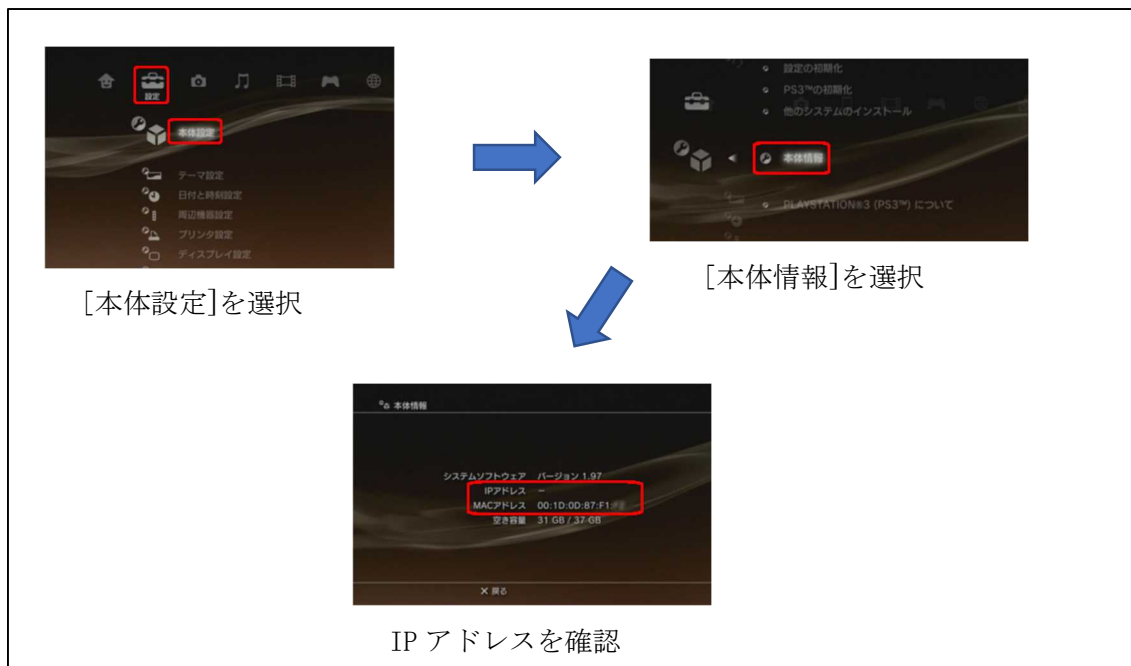 設定
本体設定
テーマ設定
日付と時刻設定
周辺機器設定
プリンタ設定
ディスプレイ設定
[本体設定]を選択
設定の初期化
PS3™の初期化
他のシステムのインストール
本体情報
PLAYSTATION®3 (PS3™) について
[本体情報]を選択
本体情報
システムソフトウェア バージョン 1.97
IPアドレス －
MACアドレス 00:1D:0D:87:F1:
空き容量 31 GB / 37 GB
✕ 戻る
IP アドレスを確認